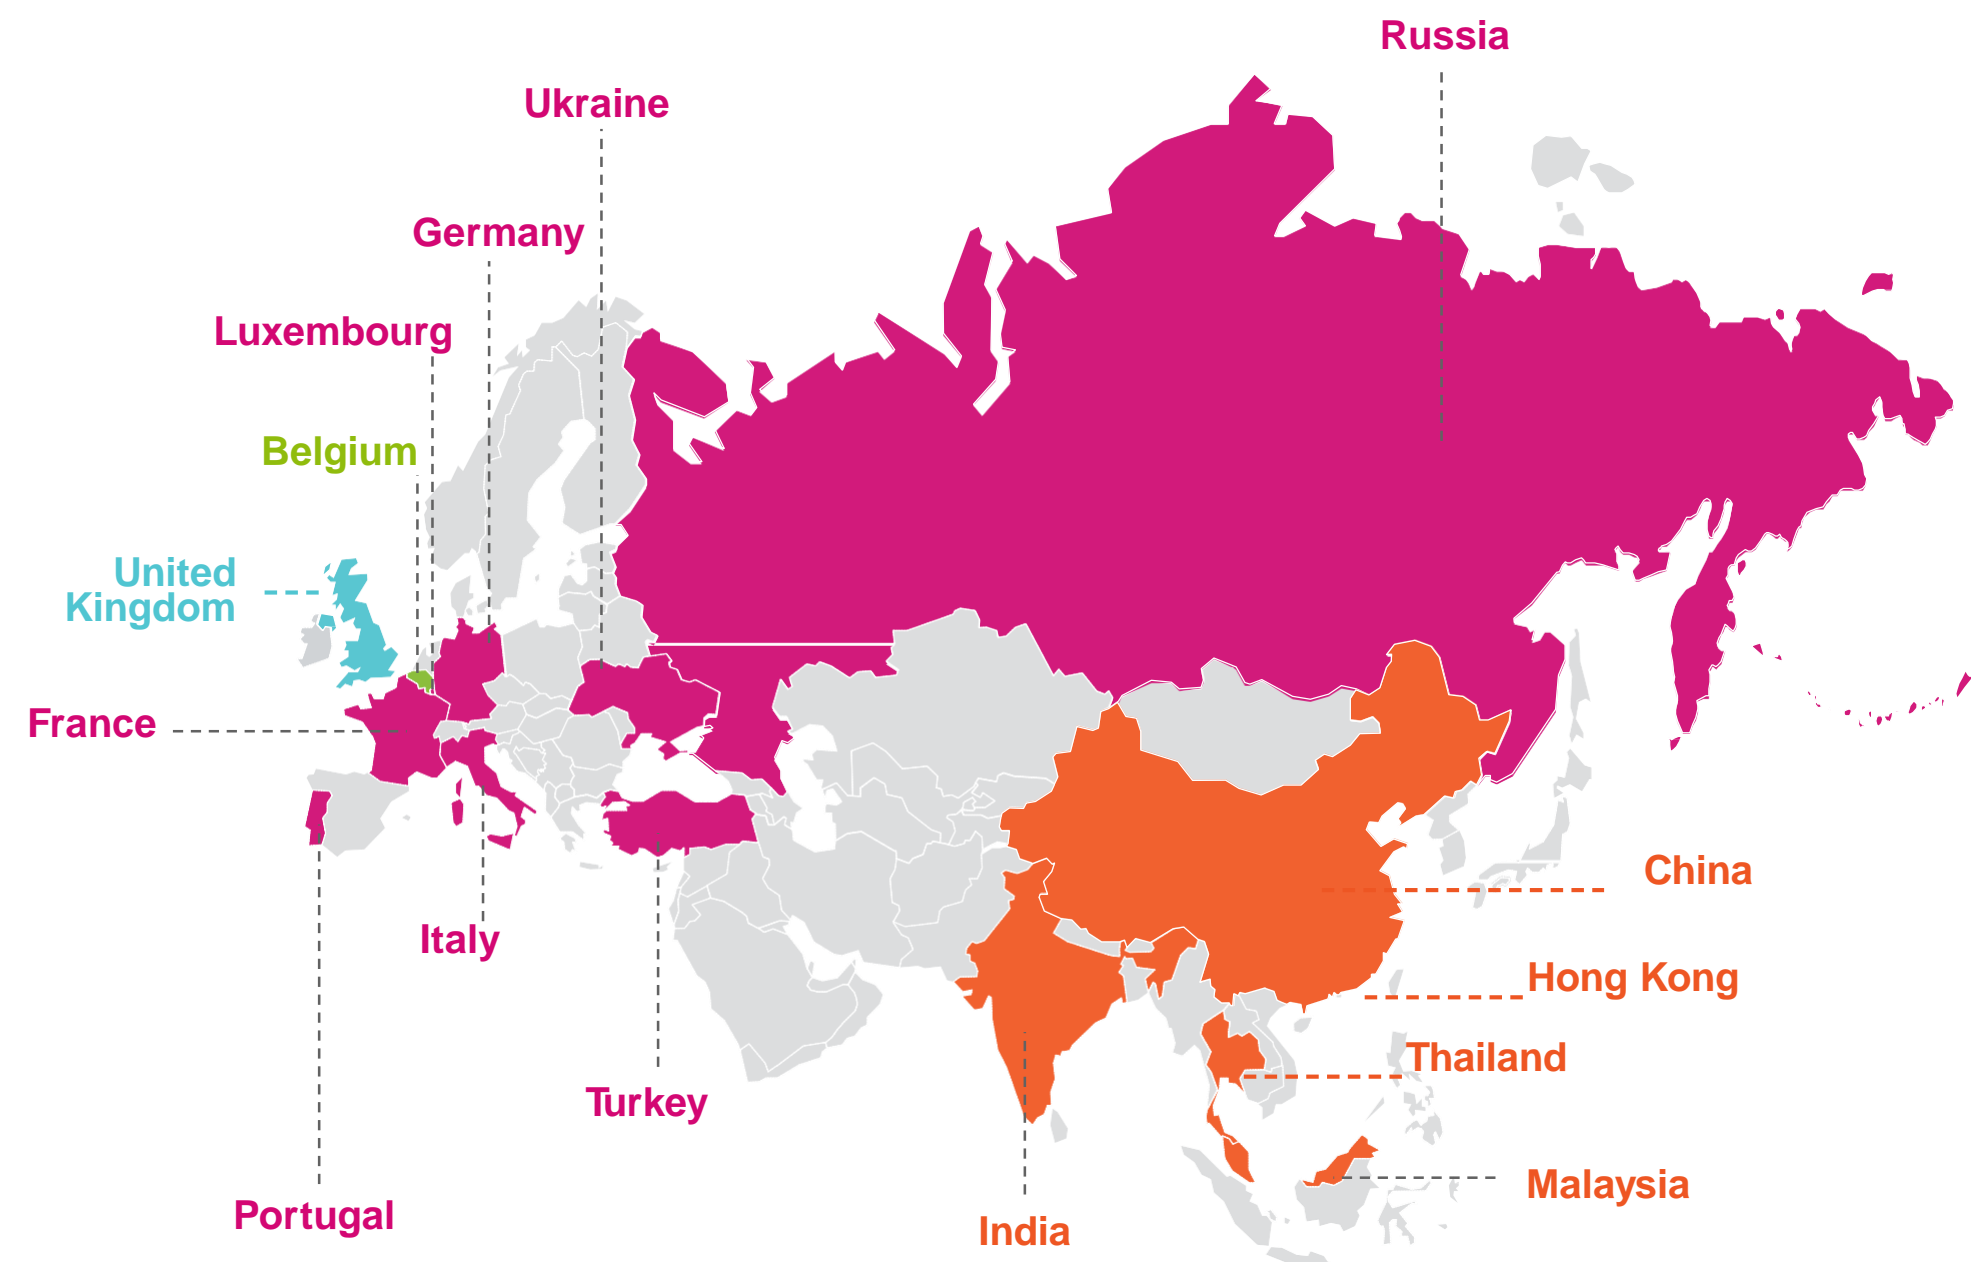 Russia
Ukraine
Germany
Luxembourg
Belgium
United
Kingdom
France
China
Italy
Hong Kong
Thailand
Turkey
Malaysia
Portugal
India